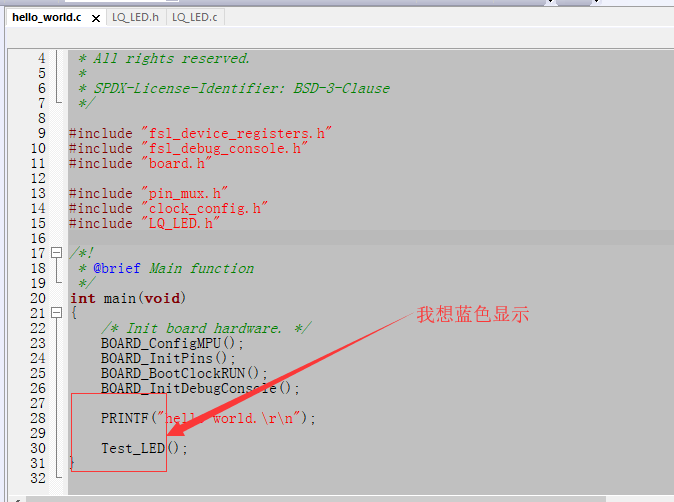 hello_world.c × LQ_LED.h LQ_LED.c
4 * All rights reserved.
5 *
6 * SPDX-License-Identifier: BSD-3-Clause
7 */
8
9 #include "fsl_device_registers.h"
10 #include "fsl_debug_console.h"
11 #include "board.h"
12
13 #include "pin_mux.h"
14 #include "clock_config.h"
15 #include "LQ_LED.h"
16
17 /*!
18 * @brief Main function
19 */
20 int main(void)
21 {
22 /* Init board hardware. */
我想蓝色显示
23 BOARD_ConfigMPU();
24 BOARD_InitPins();
25 BOARD_BootClockRUN();
26 BOARD_InitDebugConsole();
27
28 PRINTF("hello world.\r\n");
29
30 Test_LED();
31 }
32